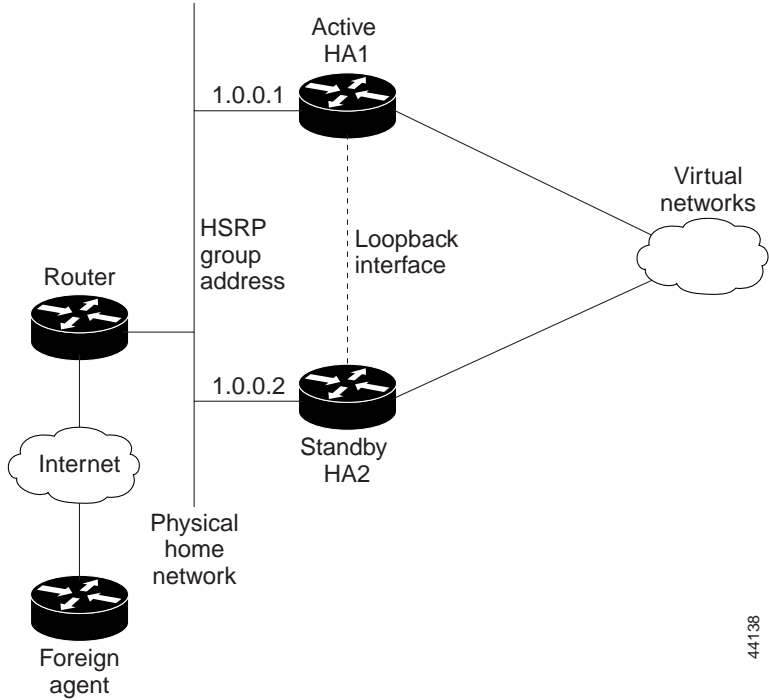 Active
HA1
1.0.0.1
Virtual
networks
HSRP
group
address
Loopback
interface
Router
1.0.0.2
Standby
HA2
Internet
Physical
home
network
Foreign
agent
44138